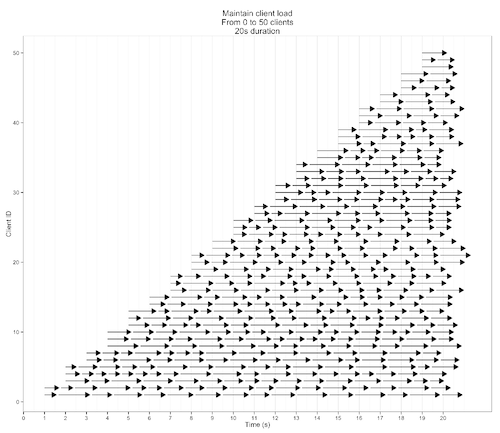 Maintain client load
From 0 to 50 clients
20s duration
50
40
30
20
10
0
Client ID
0 1 2 3 4 5 6 7 8 9 10 11 12 13 14 15 16 17 18 19 20
Time (s)